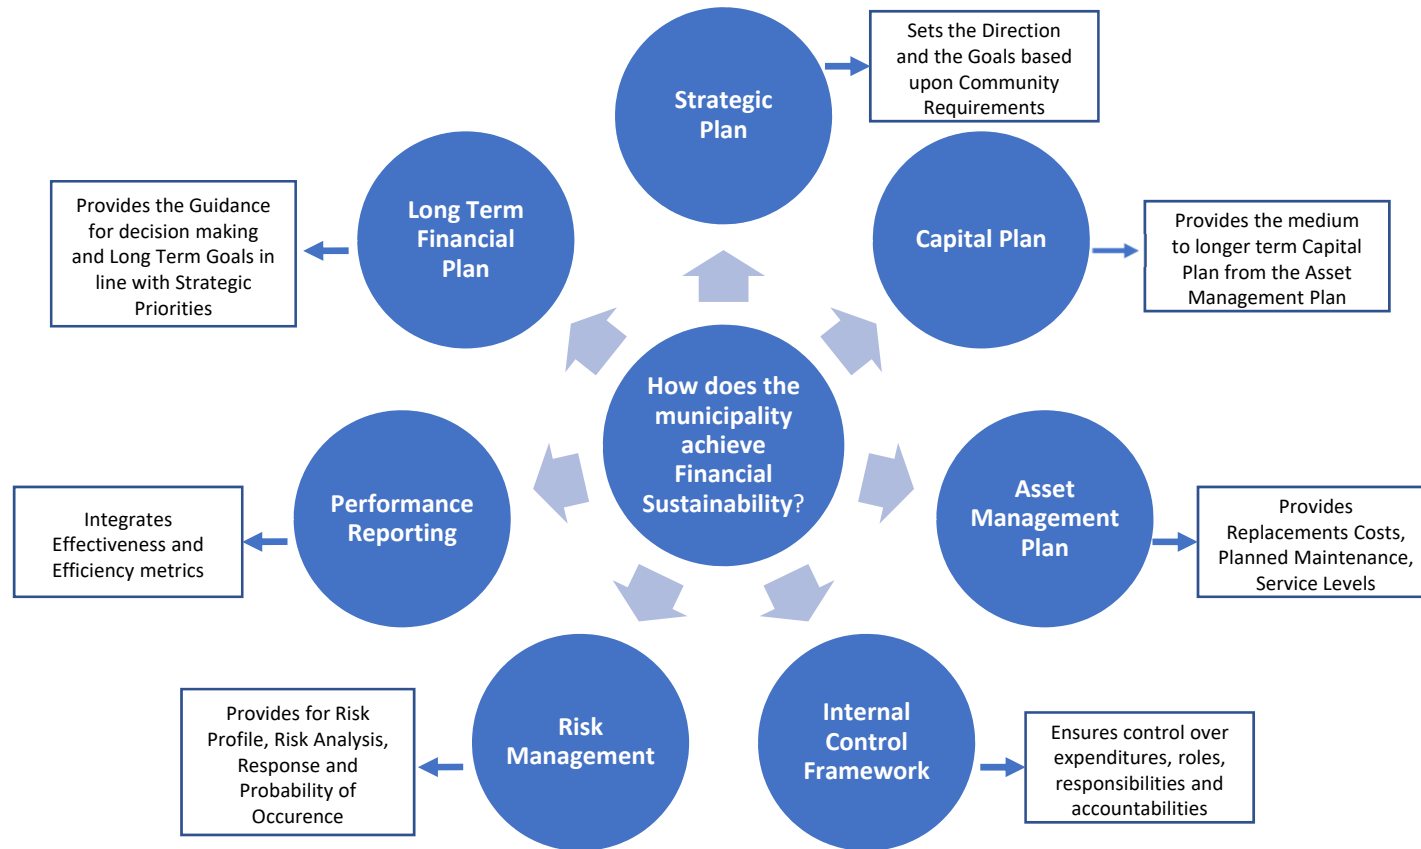 Strategic
Plan
Sets the Direction
and the Goals based
upon Community
Requirements
Capital Plan
Provides the medium
to longer term Capital
Plan from the Asset
Management Plan
Long Term
Financial
Plan
Provides the Guidance
for decision making
and Long Term Goals in
line with Strategic
Priorities
How does the
municipality
achieve
Financial
Sustainability?
Asset
Management
Plan
Provides
Replacements Costs,
Planned Maintenance,
Service Levels
Performance
Reporting
Integrates
Effectiveness and
Efficiency metrics
Internal
Control
Framework
Ensures control over
expenditures, roles,
responsibilities and
accountabilities
Risk
Management
Provides for Risk
Profile, Risk Analysis,
Response and
Probability of
Occurence